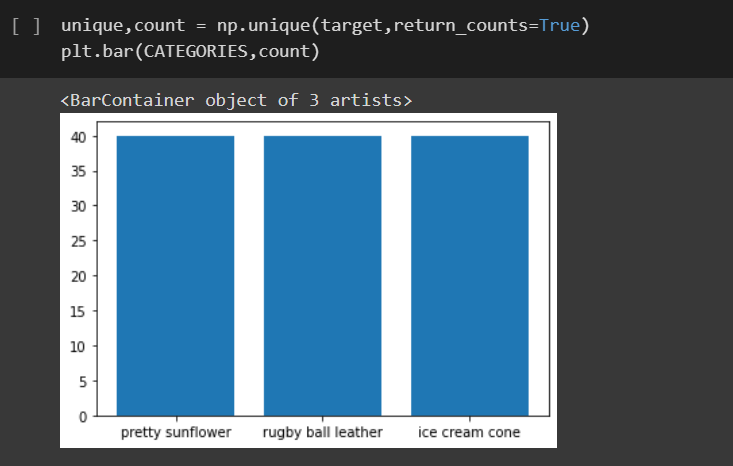 [ ] unique,count = np.unique(target,return_counts=True)
plt.bar(CATEGORIES,count)
<BarContainer object of 3 artists>
40
35
30
25
20
15
10
5
0
pretty sunflower rugby ball leather ice cream cone